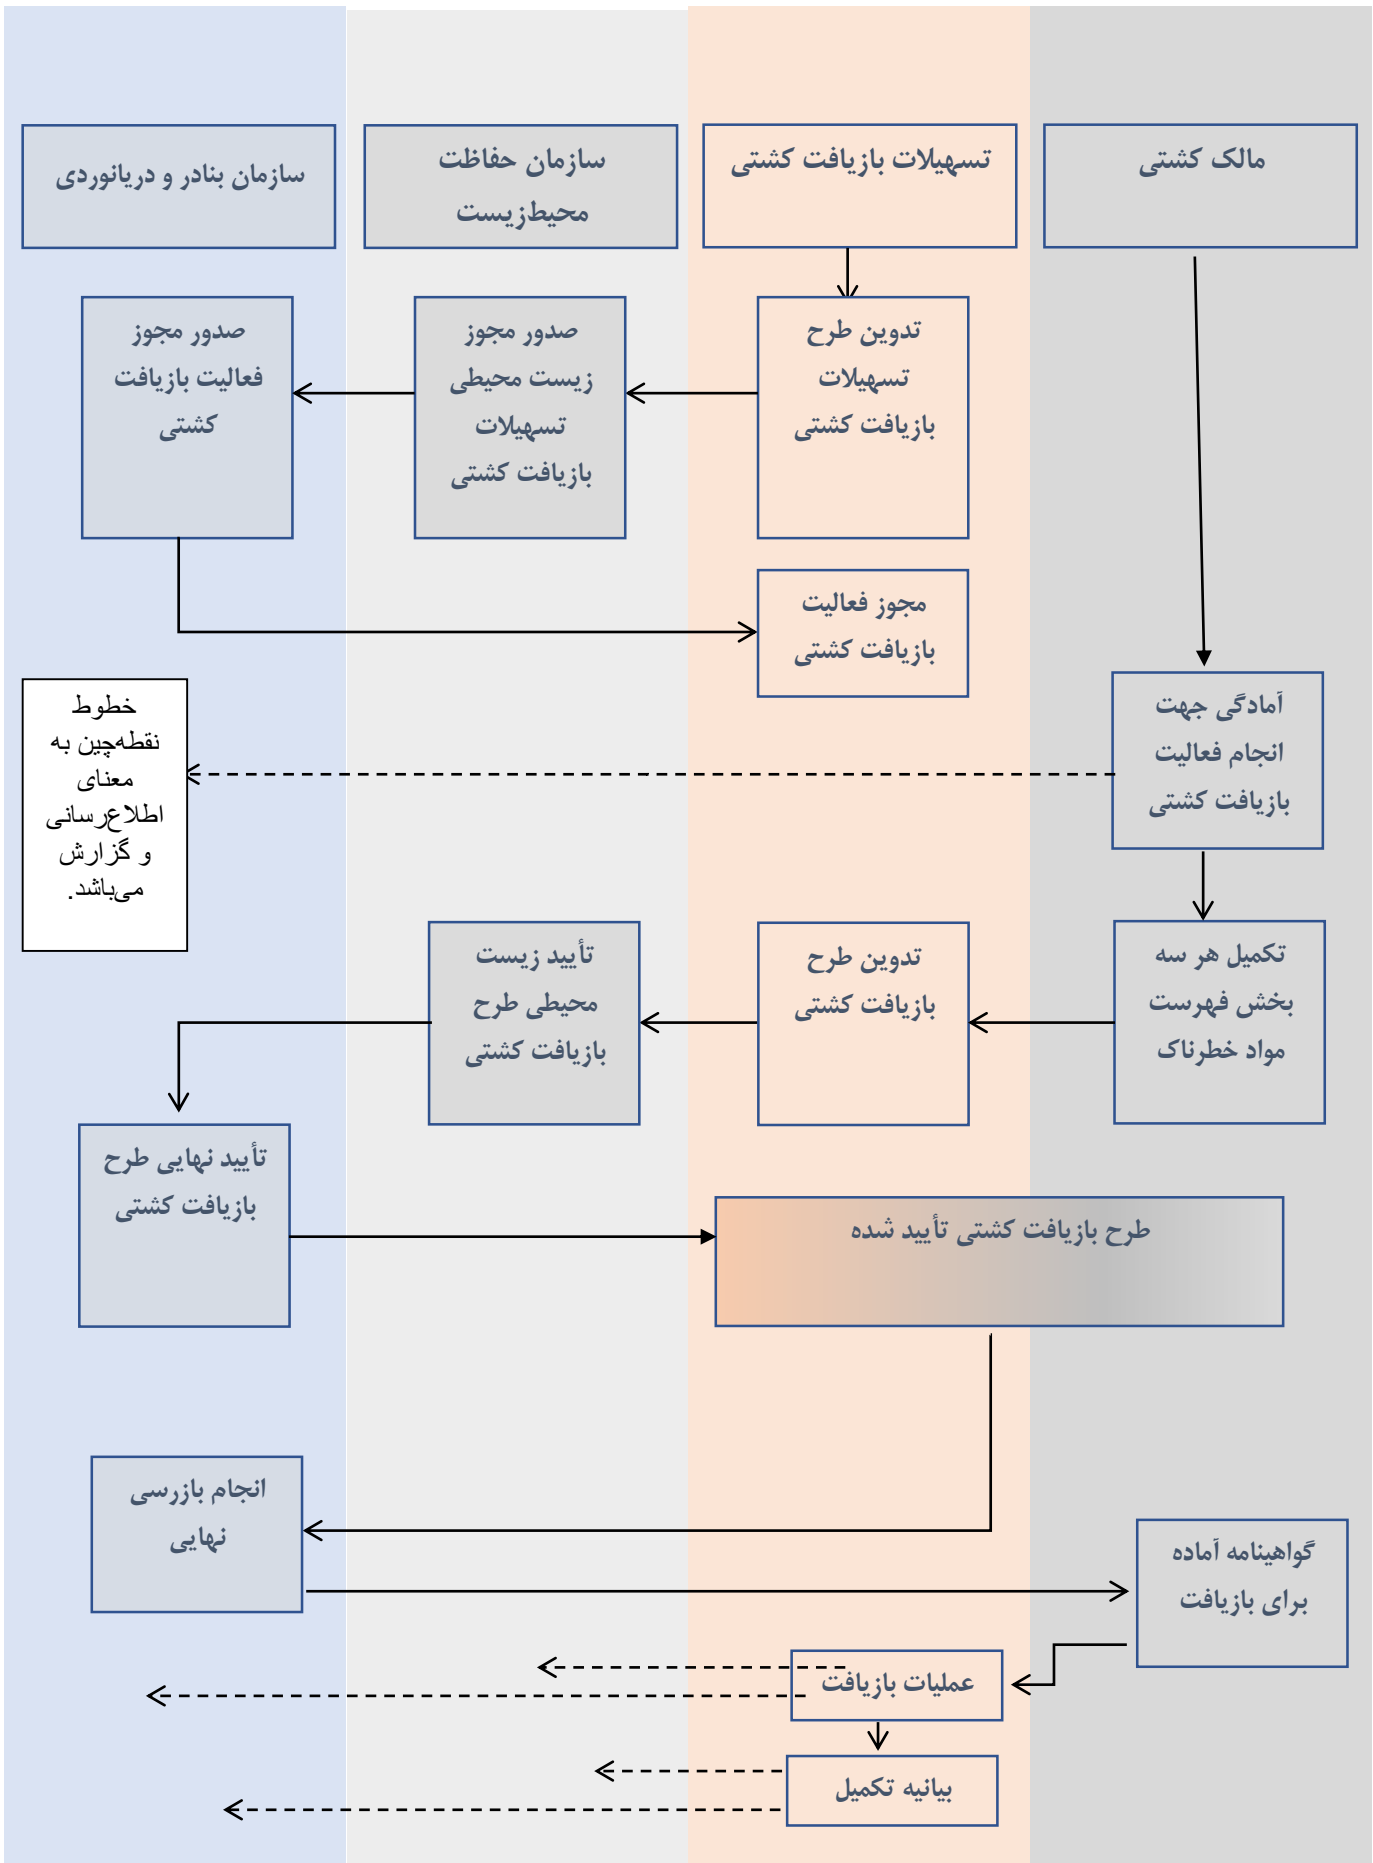 مالک کشتی
تسهیلات بازیافت کشتی
سازمان حفاظت
محیط‌زیست
سازمان بنادر و دریانوردی
تدوین طرح
تسهیلات
بازیافت کشتی
صدور مجوز
زیست محیطی
تسهیلات
بازیافت کشتی
صدور مجوز
فعالیت بازیافت
کشتی
مجوز فعالیت
بازیافت کشتی
آمادگی جهت
انجام فعالیت
بازیافت کشتی
خطوط
نقطه‌چین به
معنای
اطلاع‌رسانی
و گزارش
می‌باشد.
تکمیل هر سه
بخش فهرست
مواد خطرناک
تدوین طرح
بازیافت کشتی
تأیید زیست
محیطی طرح
بازیافت کشتی
تأیید نهایی طرح
بازیافت کشتی
طرح بازیافت کشتی تأیید شده
انجام بازرسی
نهایی
گواهینامه آماده
برای بازیافت
عملیات بازیافت
بیانیه تکمیل